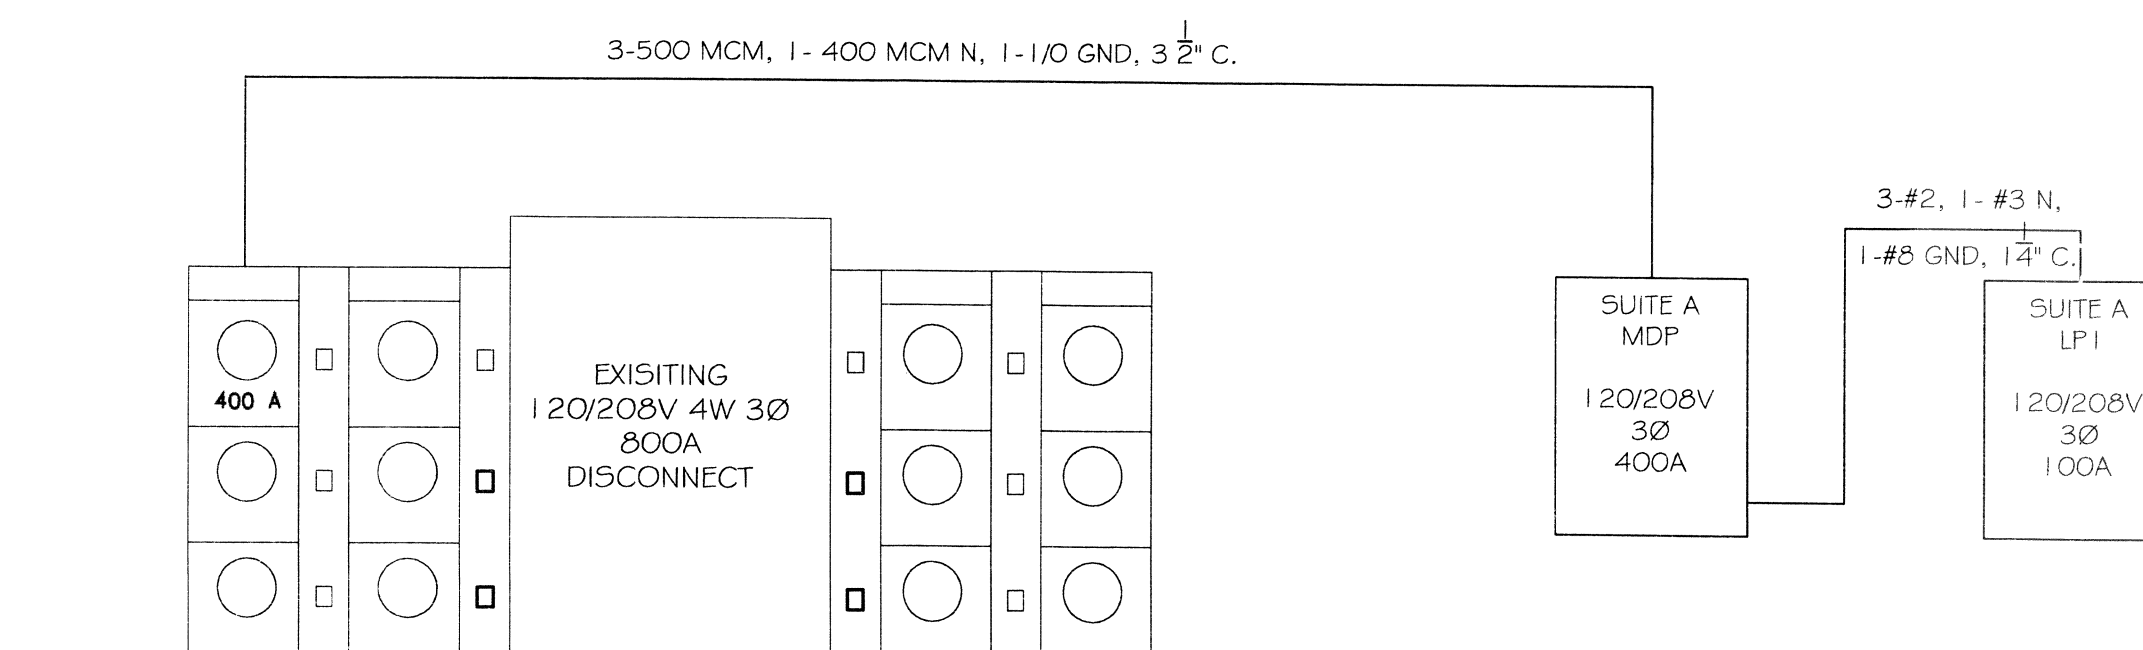 3-500 MCM, 1- 400 MCM N, 1-1/0 GND, 3 1/2" C.
3-#2, 1- #3 N,
1-#8 GND, 1 1/4" C.
400 A
EXISITING
120/208V 4W 3Ø
800A
DISCONNECT
SUITE A
MDP
120/208V
3Ø
400A
SUITE A
LP1
120/208V
3Ø
100A